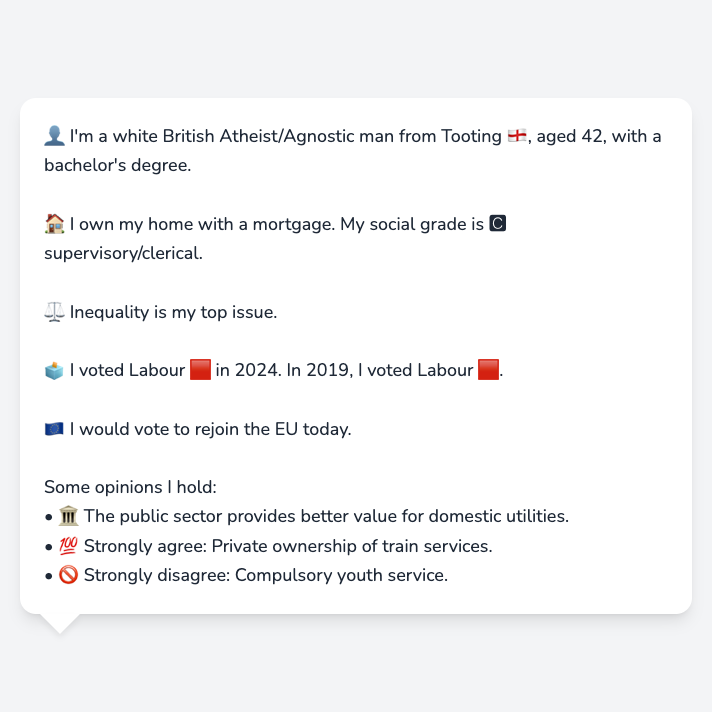 👤 I'm a white British Atheist/Agnostic man from Tooting 🏴󠁧󠁢󠁥󠁮󠁧󠁿, aged 42, with a
bachelor's degree.
🏠 I own my home with a mortgage. My social grade is 🅲
supervisory/clerical.
⚖️ Inequality is my top issue.
🗳️ I voted Labour 🟥 in 2024. In 2019, I voted Labour 🟥.
🇪🇺 I would vote to rejoin the EU today.
Some opinions I hold:
• 🏛️ The public sector provides better value for domestic utilities.
• 💯 Strongly agree: Private ownership of train services.
• 🚫 Strongly disagree: Compulsory youth service.